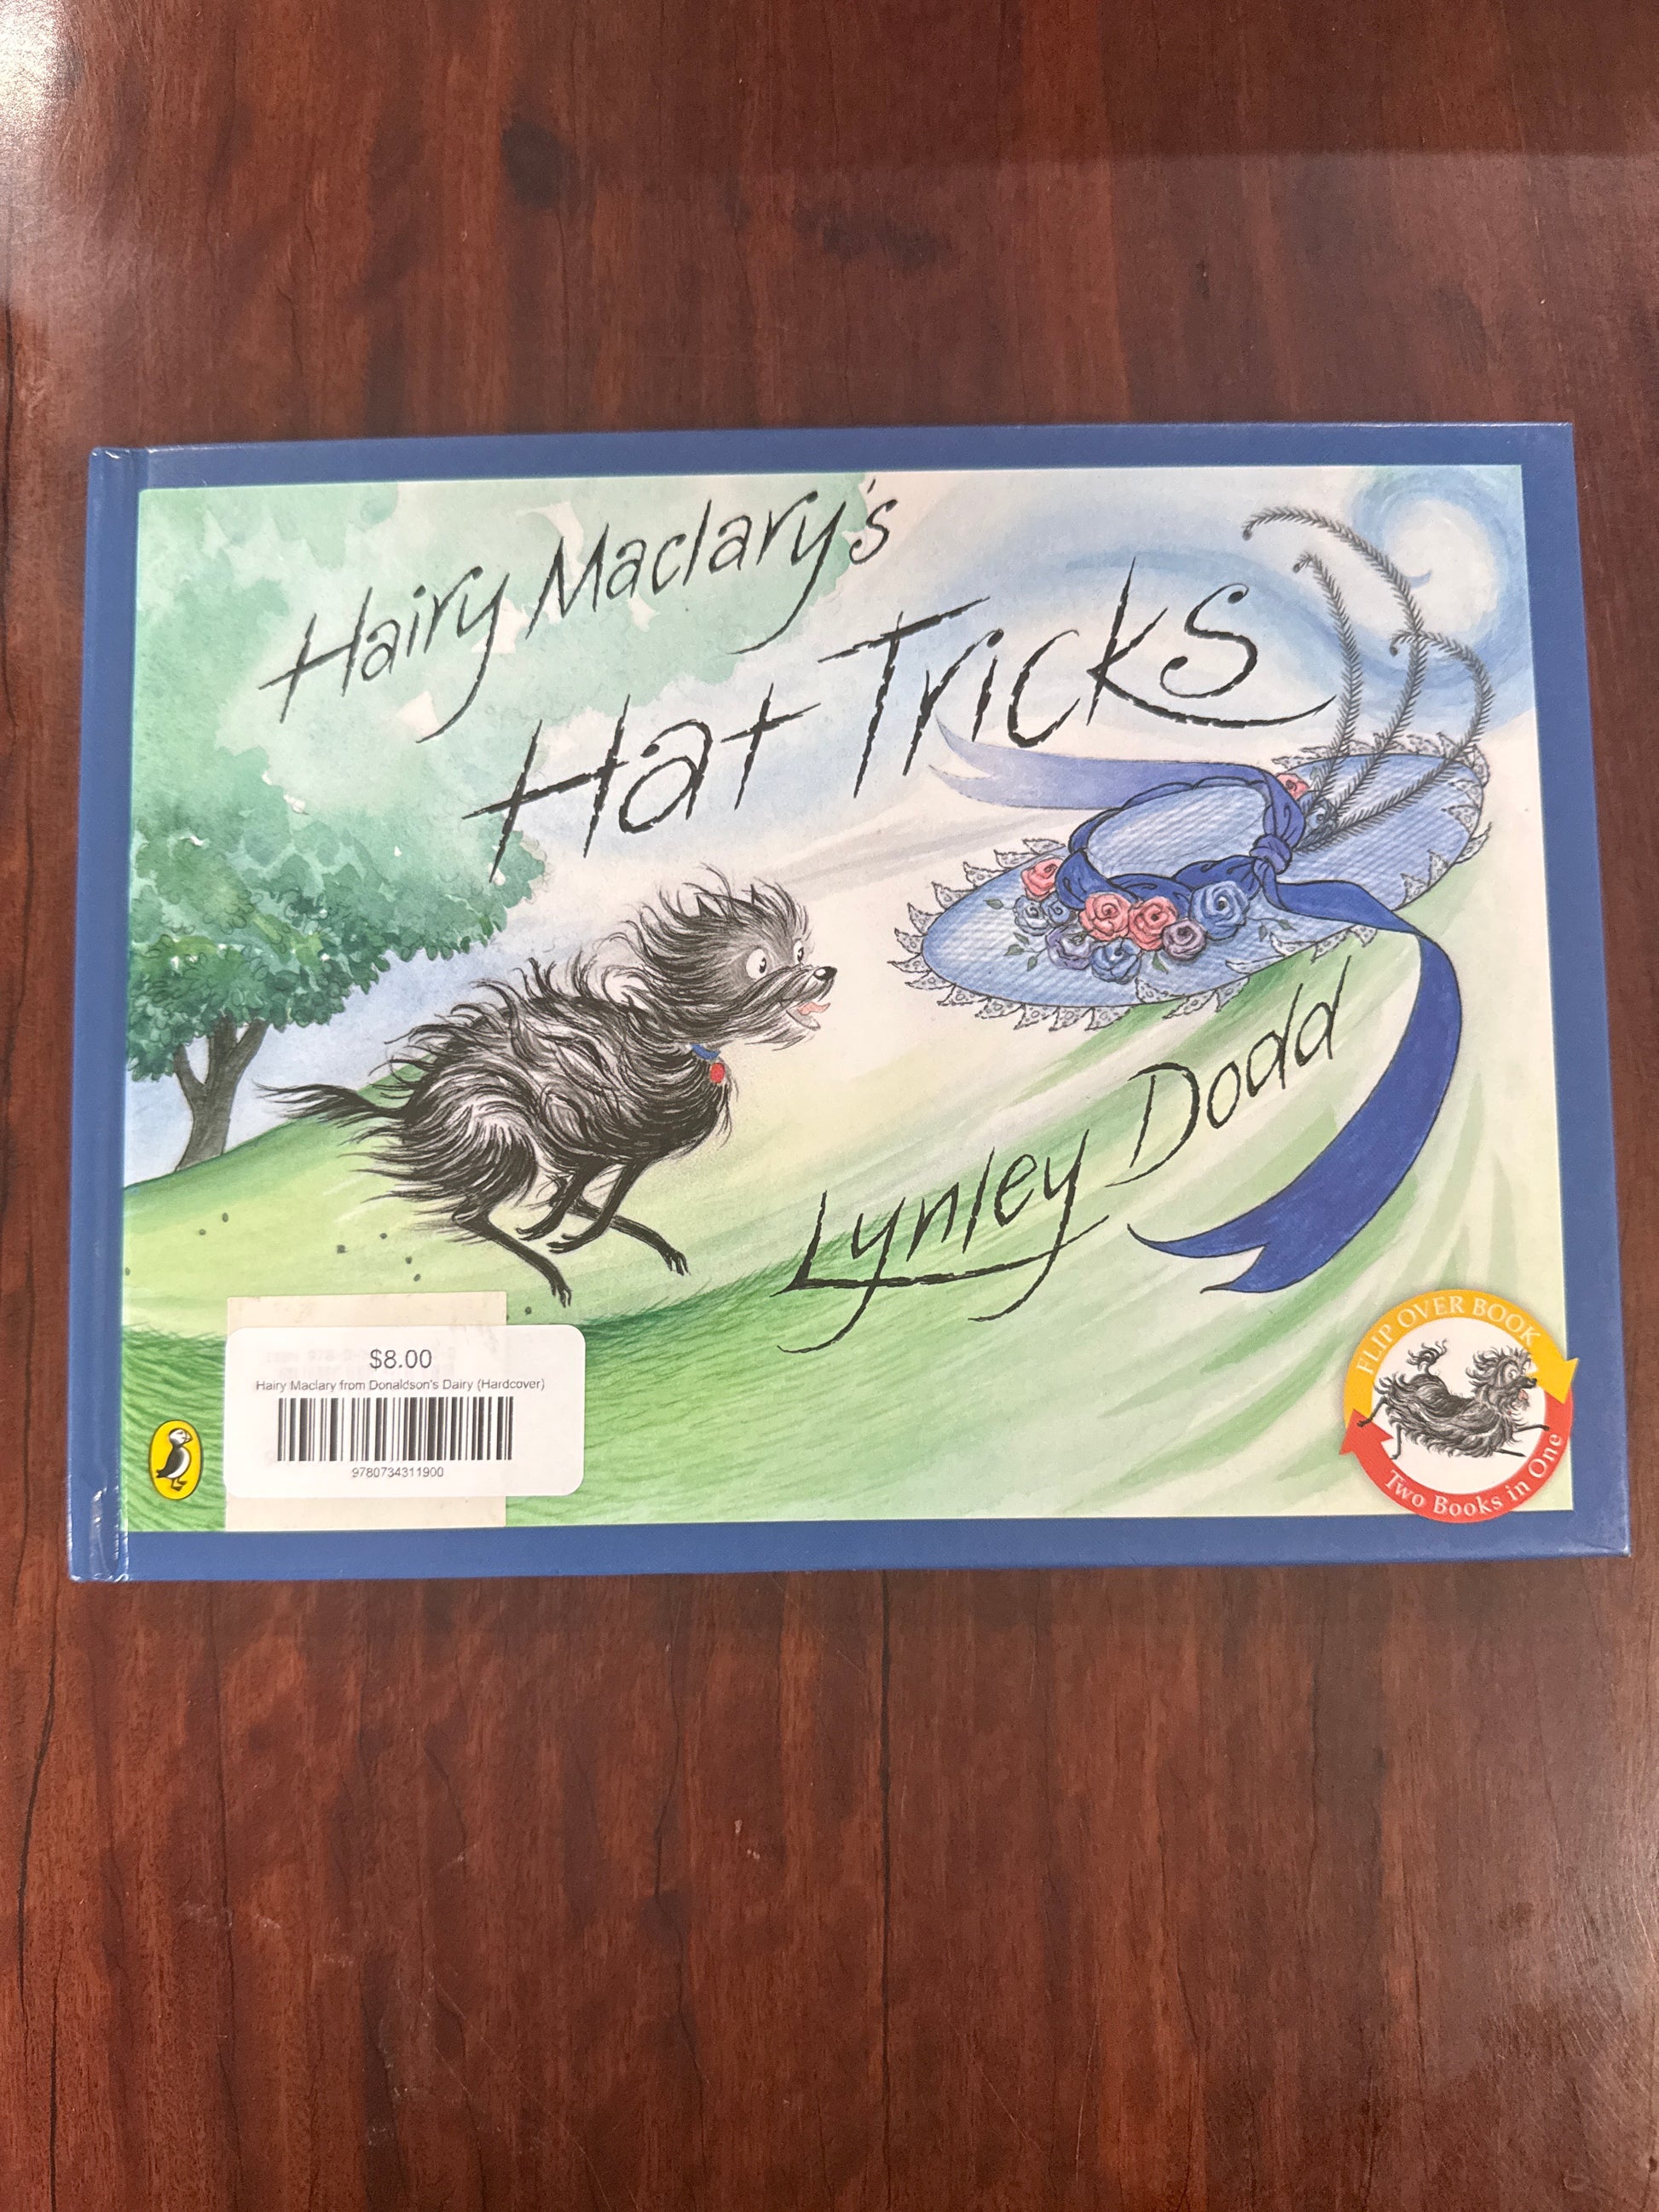 Hairy Maclary's
Hat Tricks
Lynley Dodd
$8.00
Hairy Maclary from Donaldson's Dairy (Hardcover)
9780734311900
FLIP OVER BOOK
Two Books in One